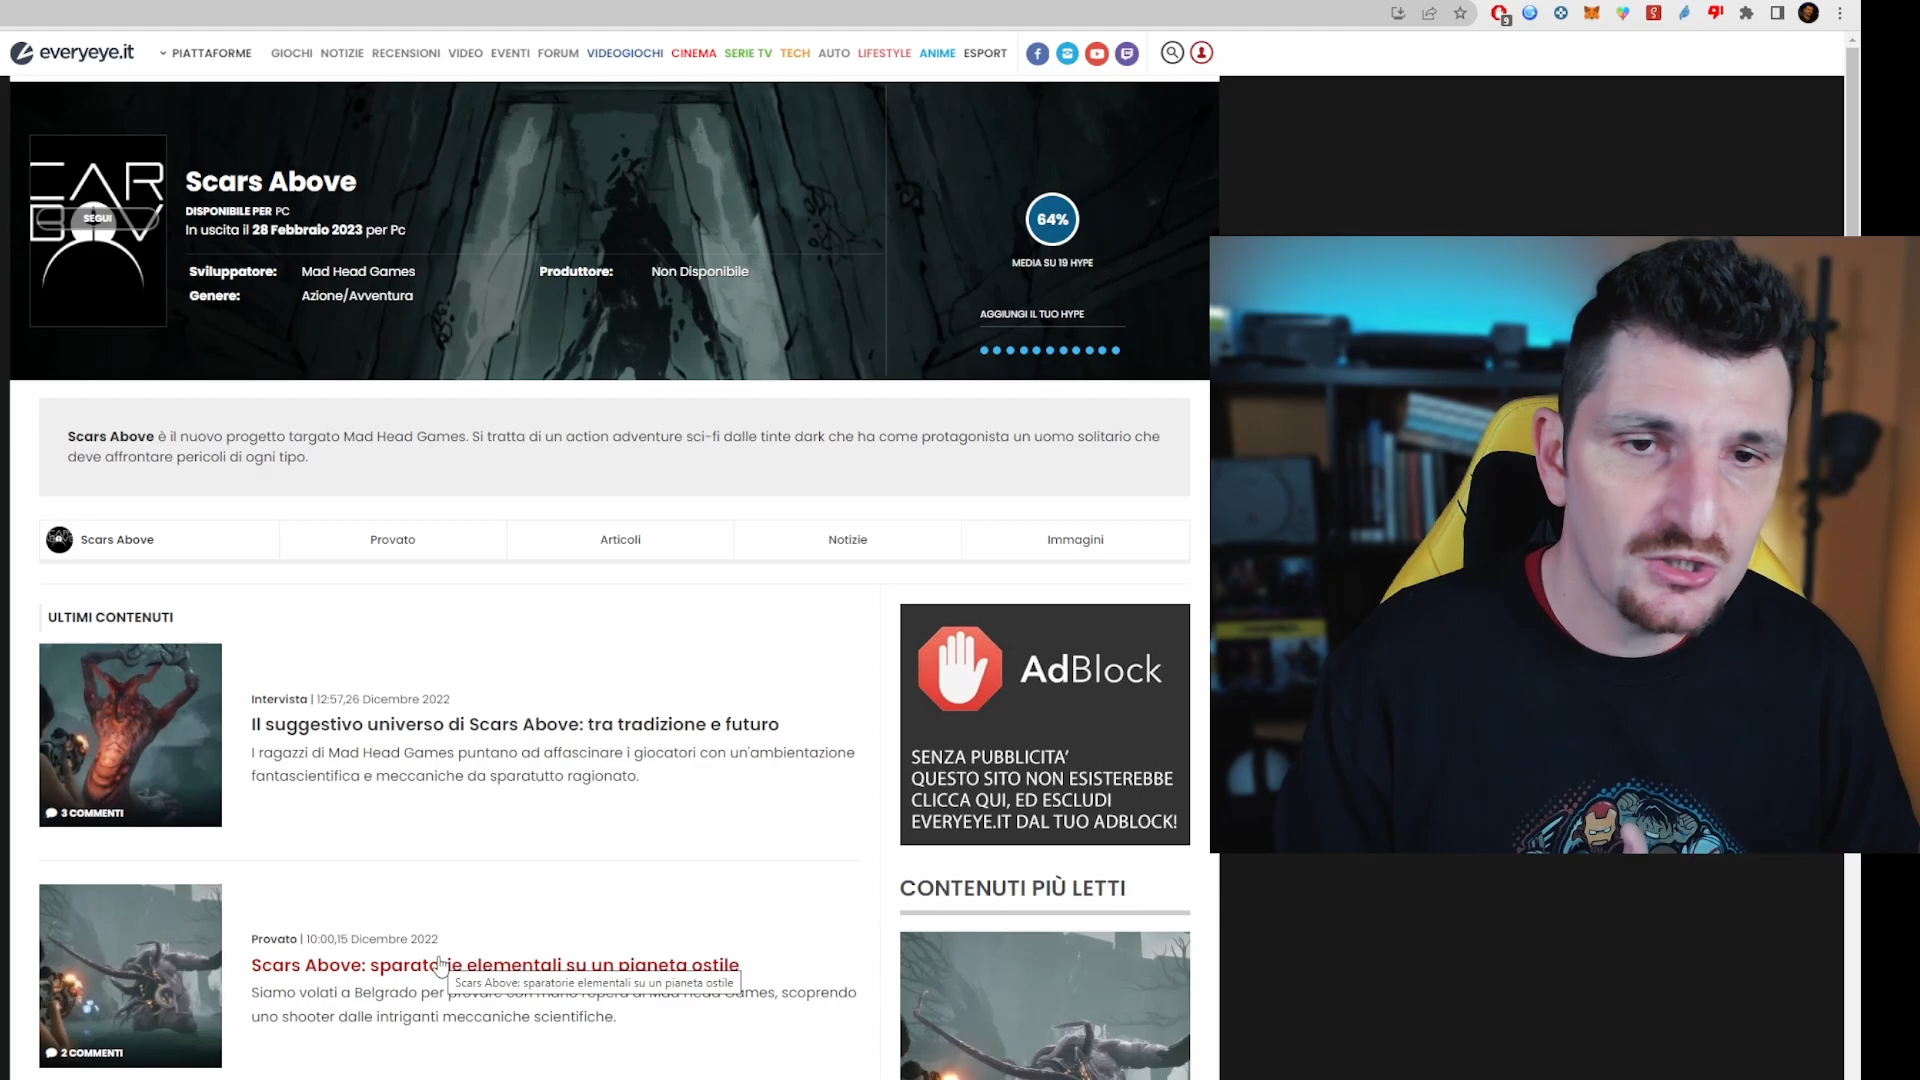 9
everyeye.it
PIATTAFORME GIOCHI NOTIZIE RECENSIONI VIDEO EVENTI FORUM VIDEOGIOCHI CINEMA SERIE TV TECH AUTO LIFESTYLE ANIME ESPORT
SEGUI
Scars Above
DISPONIBILE PER PC
In uscita il 28 Febbraio 2023 per Pc
Sviluppatore: Mad Head Games Produttore: Non Disponibile
Genere: Azione/Avventura
64%
MEDIA SU 19 HYPE
AGGIUNGI IL TUO HYPE
Scars Above è il nuovo progetto targato Mad Head Games. Si tratta di un action adventure sci-fi dalle tinte dark che ha come protagonista un uomo solitario che
deve affrontare pericoli di ogni tipo.
Scars Above Provato Articoli Notizie Immagini
ULTIMI CONTENUTI
Intervista | 12:57,26 Dicembre 2022
Il suggestivo universo di Scars Above: tra tradizione e futuro
I ragazzi di Mad Head Games puntano ad affascinare i giocatori con un'ambientazione
fantascientifica e meccaniche da sparatutto ragionato.
3 COMMENTI
Provato | 10:00,15 Dicembre 2022
Scars Above: sparatorie elementali su un pianeta ostile
Scars Above: sparatorie elementali su un pianeta ostile
Siamo volati a Belgrado per provare con mano l'opera di Mad Head Games, scoprendo
uno shooter dalle intriganti meccaniche scientifiche.
2 COMMENTI
AdBlock
SENZA PUBBLICITA'
QUESTO SITO NON ESISTEREBBE
CLICCA QUI, ED ESCLUDI
EVERYEYE.IT DAL TUO ADBLOCK!
CONTENUTI PIÙ LETTI